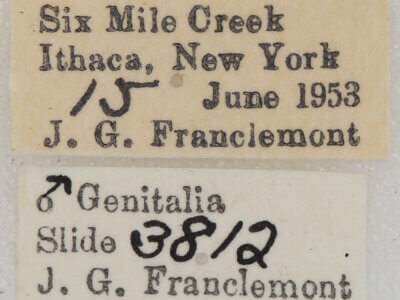 Six Mile Creek
Ithaca, New York
15 June 1953
J. G. Franclemont
♂ Genitalia
Slide 3812
J. G. Franclemont